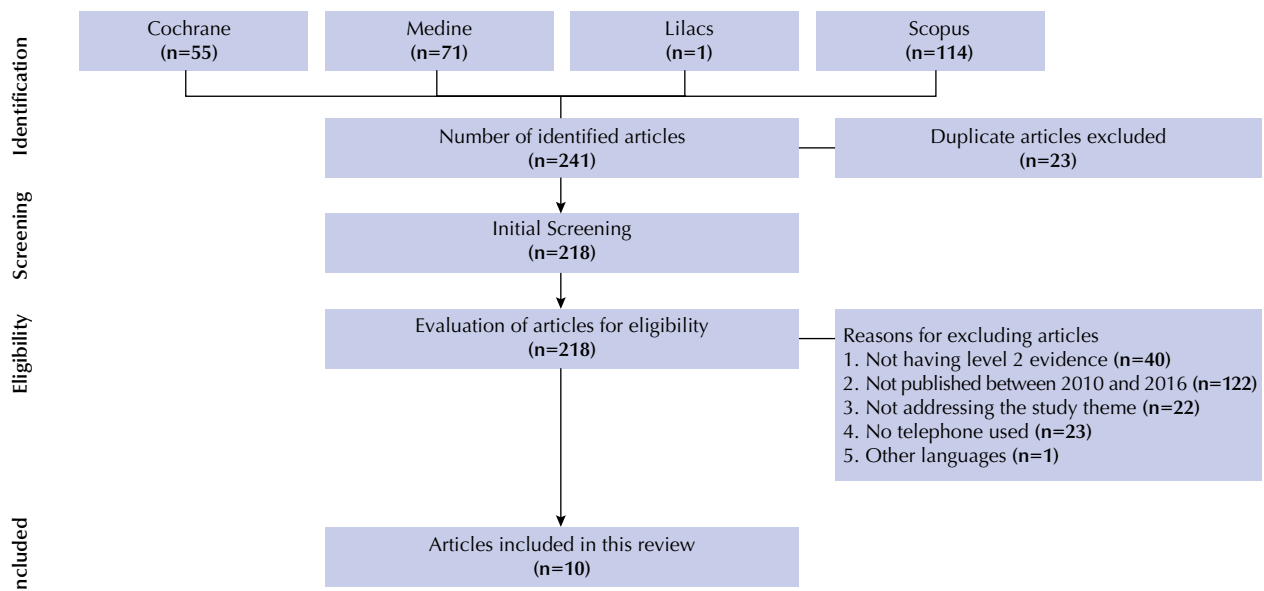 Identification
Cochrane
(n=55)
Medine
(n=71)
Lilacs
(n=1)
Scopus
(n=114)
Number of identified articles
(n=241)
Duplicate articles excluded
(n=23)
Screening
Initial Screening
(n=218)
Eligibility
Evaluation of articles for eligibility
(n=218)
Reasons for excluding articles
1. Not having level 2 evidence (n=40)
2. Not published between 2010 and 2016 (n=122)
3. Not addressing the study theme (n=22)
4. No telephone used (n=23)
5. Other languages (n=1)
ncluded
Articles included in this review
(n=10)